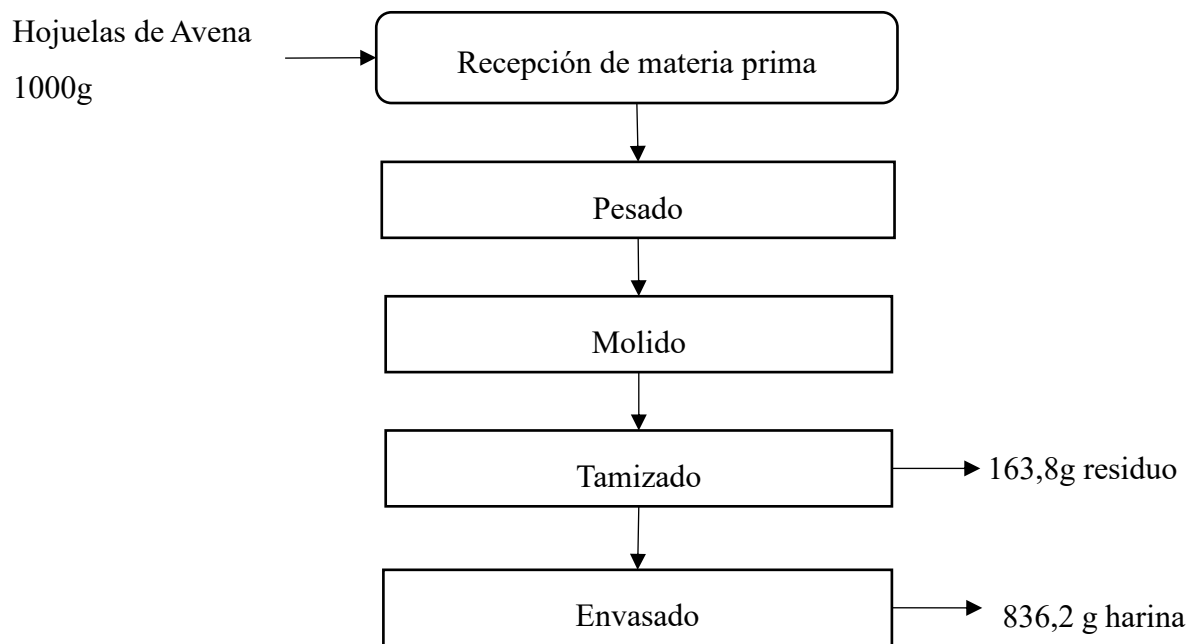 Hojuelas de Avena
1000g
Recepción de materia prima
Pesado
Molido
Tamizado
163,8g residuo
Envasado
836,2 g harina